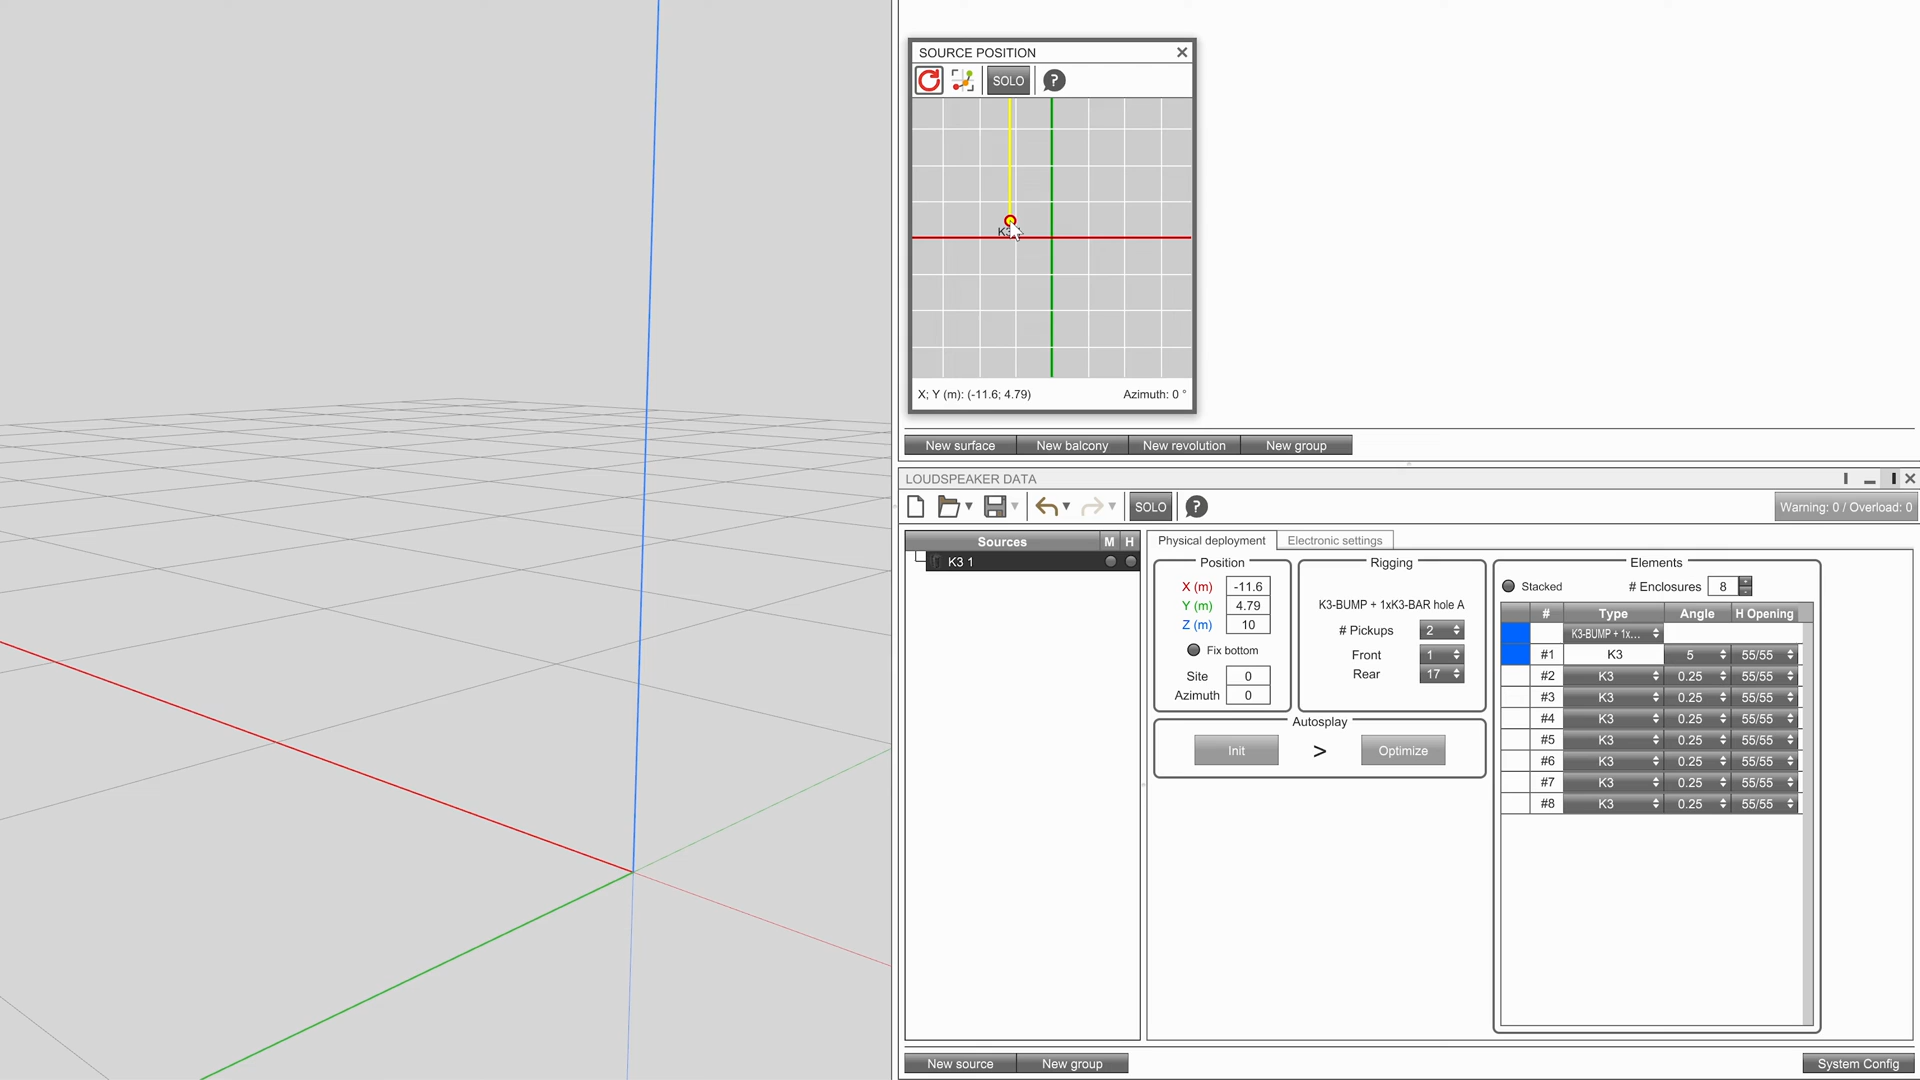 SOURCE POSITION
SOLO ?
K3
X; Y (m): (-11.6; 4.79) Azimuth: 0 °
New surface New balcony New revolution New group
LOUDSPEAKER DATA
SOLO ? Warning: 0 / Overload: 0
Sources M H
K3 1
Physical deployment Electronic settings
Position
X (m) -11.6
Y (m) 4.79
Z (m) 10
Fix bottom
Site 0
Azimuth 0
Rigging
K3-BUMP + 1xK3-BAR hole A
# Pickups 2
Front 1
Rear 17
Autosplay
Init > Optimize
Elements
Stacked # Enclosures 8
# Type Angle H Opening
K3-BUMP + 1x...
#1 K3 5 55/55
#2 K3 0.25 55/55
#3 K3 0.25 55/55
#4 K3 0.25 55/55
#5 K3 0.25 55/55
#6 K3 0.25 55/55
#7 K3 0.25 55/55
#8 K3 0.25 55/55
New source New group System Config